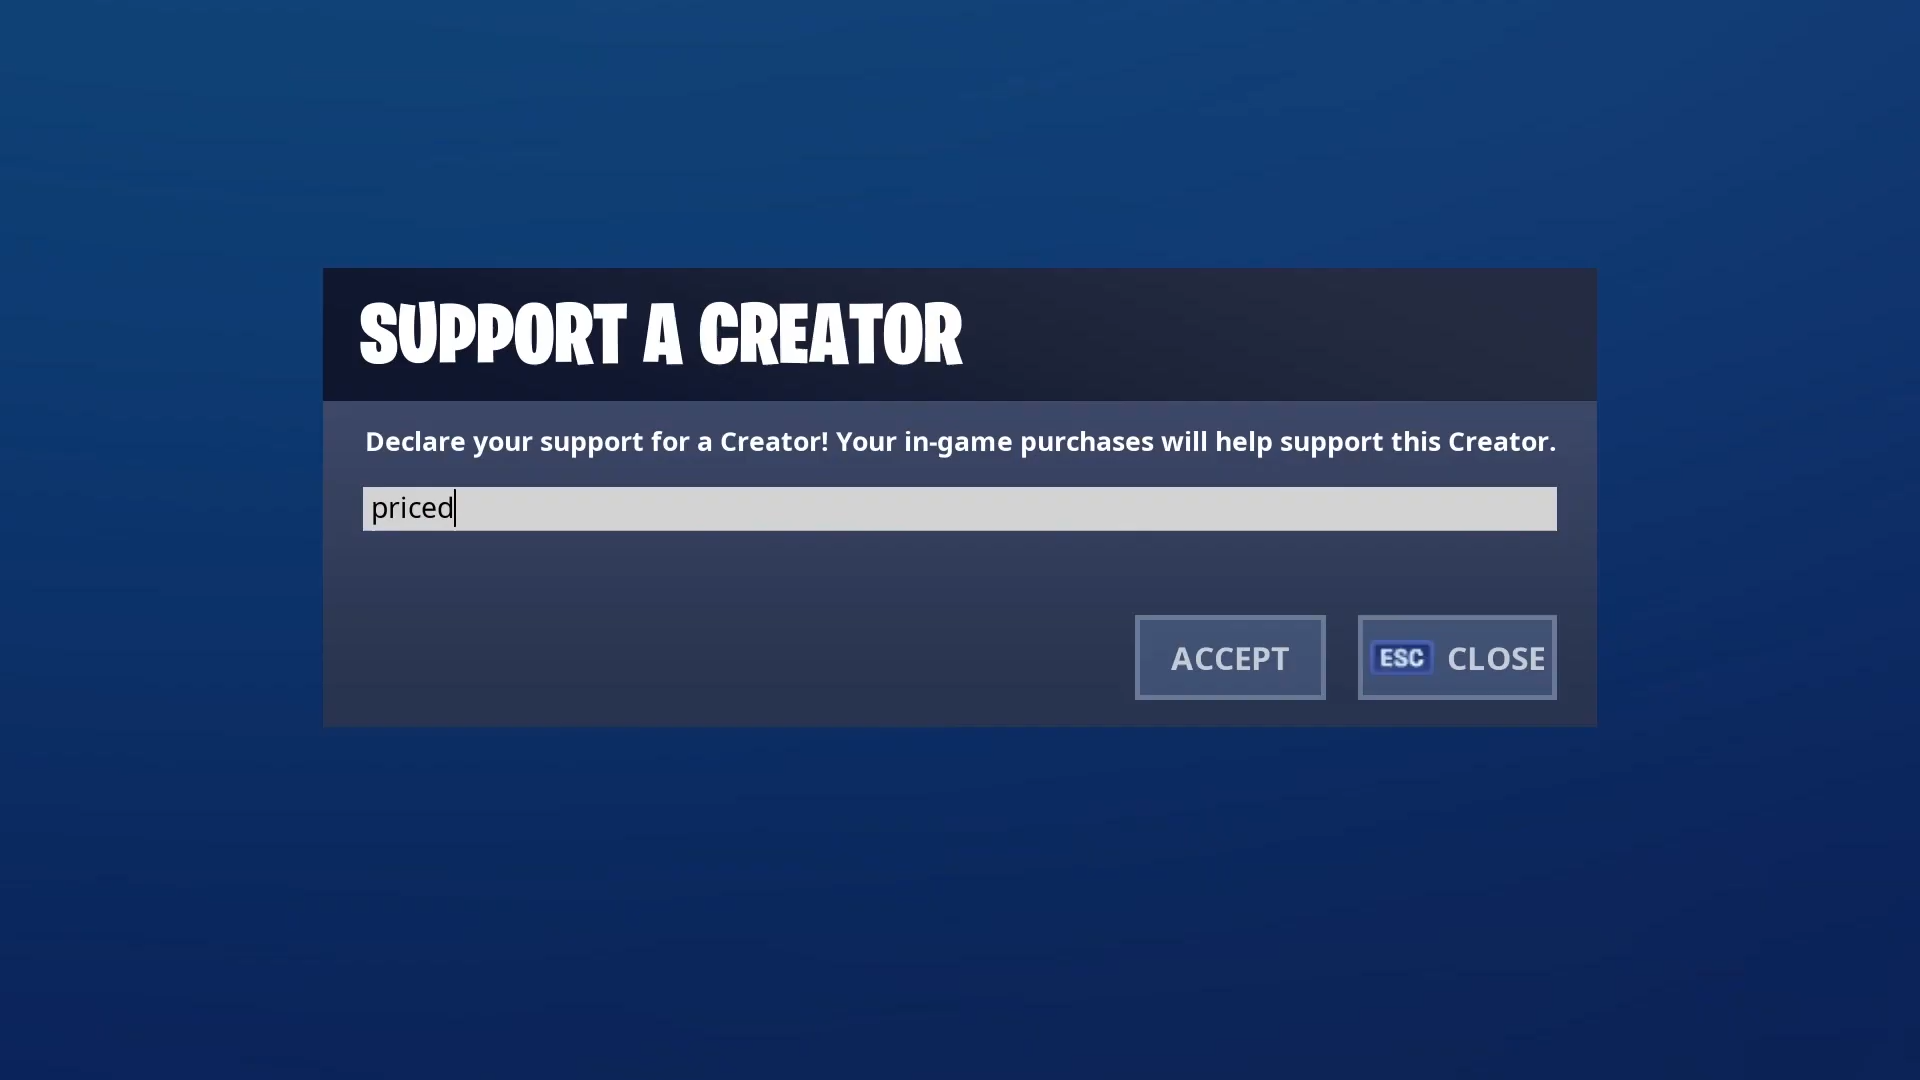 SUPPORT A CREATOR
Declare your support for a Creator! Your in-game purchases will help support this Creator.
priced
ACCEPT
ESC CLOSE